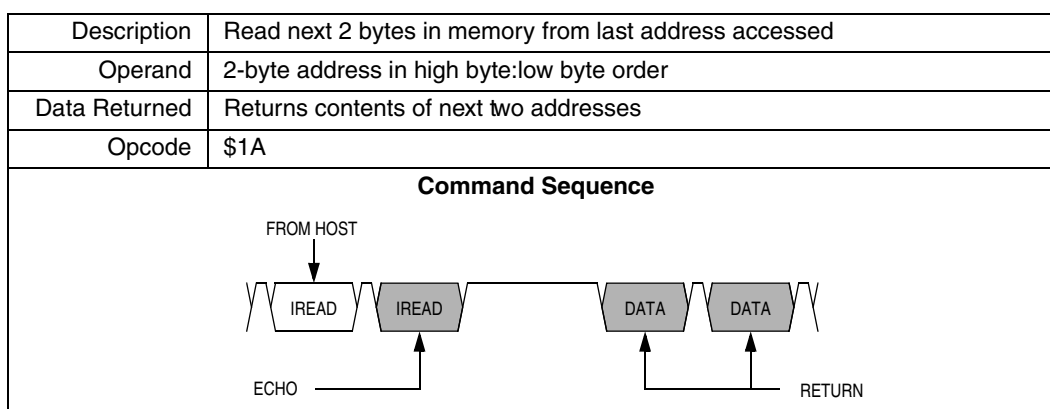 Description Read next 2 bytes in memory from last address accessed
Operand 2-byte address in high byte:low byte order
Data Returned Returns contents of next two addresses
Opcode $1A
Command Sequence
FROM HOST
IREAD IREAD DATA DATA
ECHO RETURN